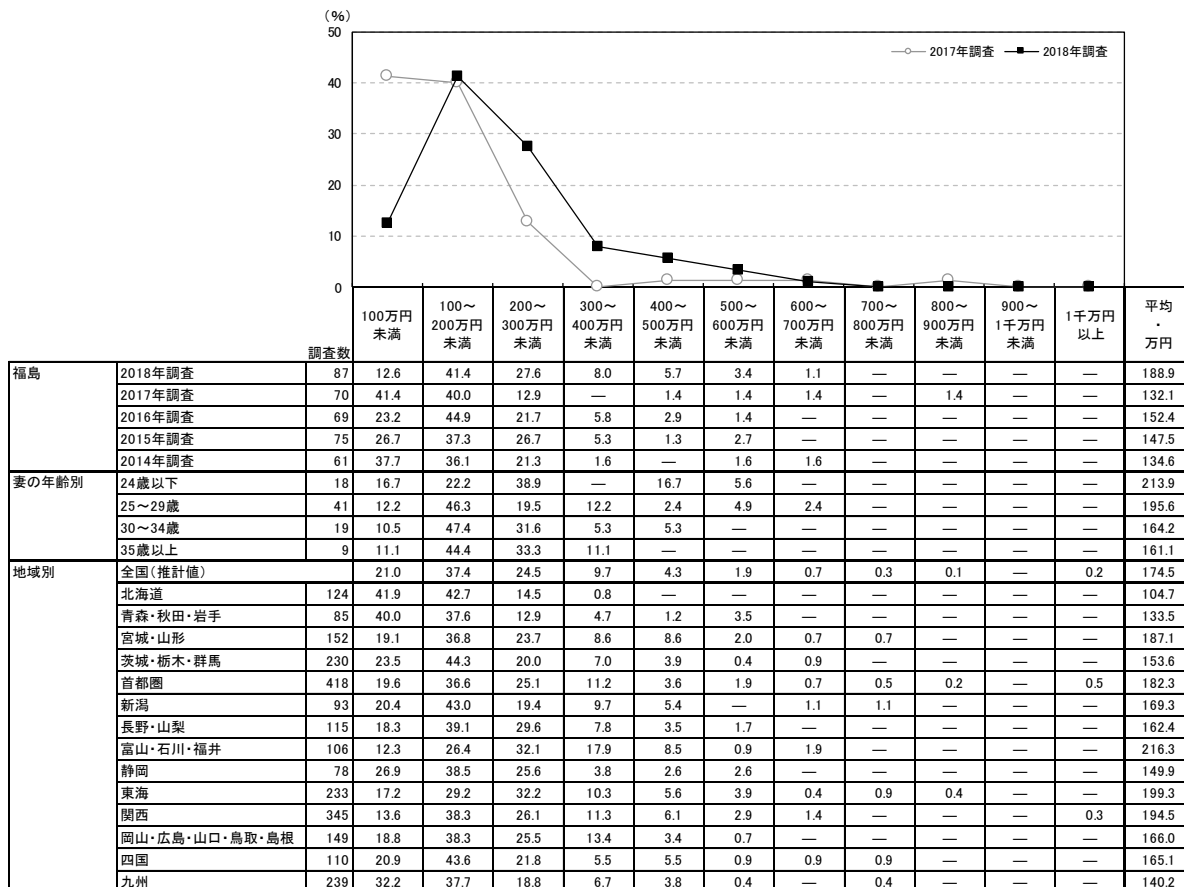 （%）
50
40
30
20
10
0
2017年調査 2018年調査
調査数 100万円未満 100～200万円未満 200～300万円未満 300～400万円未満 400～500万円未満 500～600万円未満 600～700万円未満 700～800万円未満 800～900万円未満 900～1千万円未満 1千万円以上 平均・万円
福島 2018年調査 87 12.6 41.4 27.6 8.0 5.7 3.4 1.1 — — — — 188.9
2017年調査 70 41.4 40.0 12.9 — 1.4 1.4 1.4 — 1.4 — — 132.1
2016年調査 69 23.2 44.9 21.7 5.8 2.9 1.4 — — — — — 152.4
2015年調査 75 26.7 37.3 26.7 5.3 1.3 2.7 — — — — — 147.5
2014年調査 61 37.7 36.1 21.3 1.6 — 1.6 1.6 — — — — 134.6
妻の年齢別 24歳以下 18 16.7 22.2 38.9 — 16.7 5.6 — — — — — 213.9
25～29歳 41 12.2 46.3 19.5 12.2 2.4 4.9 2.4 — — — — 195.6
30～34歳 19 10.5 47.4 31.6 5.3 5.3 — — — — — — 164.2
35歳以上 9 11.1 44.4 33.3 11.1 — — — — — — — 161.1
地域別 全国（推計値） 21.0 37.4 24.5 9.7 4.3 1.9 0.7 0.3 0.1 — 0.2 174.5
北海道 124 41.9 42.7 14.5 0.8 — — — — — — — 104.7
青森・秋田・岩手 85 40.0 37.6 12.9 4.7 1.2 3.5 — — — — — 133.5
宮城・山形 152 19.1 36.8 23.7 8.6 8.6 2.0 0.7 0.7 — — — 187.1
茨城・栃木・群馬 230 23.5 44.3 20.0 7.0 3.9 0.4 0.9 — — — — 153.6
首都圏 418 19.6 36.6 25.1 11.2 3.6 1.9 0.7 0.5 0.2 — 0.5 182.3
新潟 93 20.4 43.0 19.4 9.7 5.4 — 1.1 1.1 — — — 169.3
長野・山梨 115 18.3 39.1 29.6 7.8 3.5 1.7 — — — — — 162.4
富山・石川・福井 106 12.3 26.4 32.1 17.9 8.5 0.9 1.9 — — — — 216.3
静岡 78 26.9 38.5 25.6 3.8 2.6 2.6 — — — — — 149.9
東海 233 17.2 29.2 32.2 10.3 5.6 3.9 0.4 0.9 0.4 — — 199.3
関西 345 13.6 38.3 26.1 11.3 6.1 2.9 1.4 — — — 0.3 194.5
岡山・広島・山口・鳥取・島根 149 18.8 38.3 25.5 13.4 3.4 0.7 — — — — — 166.0
四国 110 20.9 43.6 21.8 5.5 5.5 0.9 0.9 0.9 — — — 165.1
九州 239 32.2 37.7 18.8 6.7 3.8 0.4 — 0.4 — — — 140.2